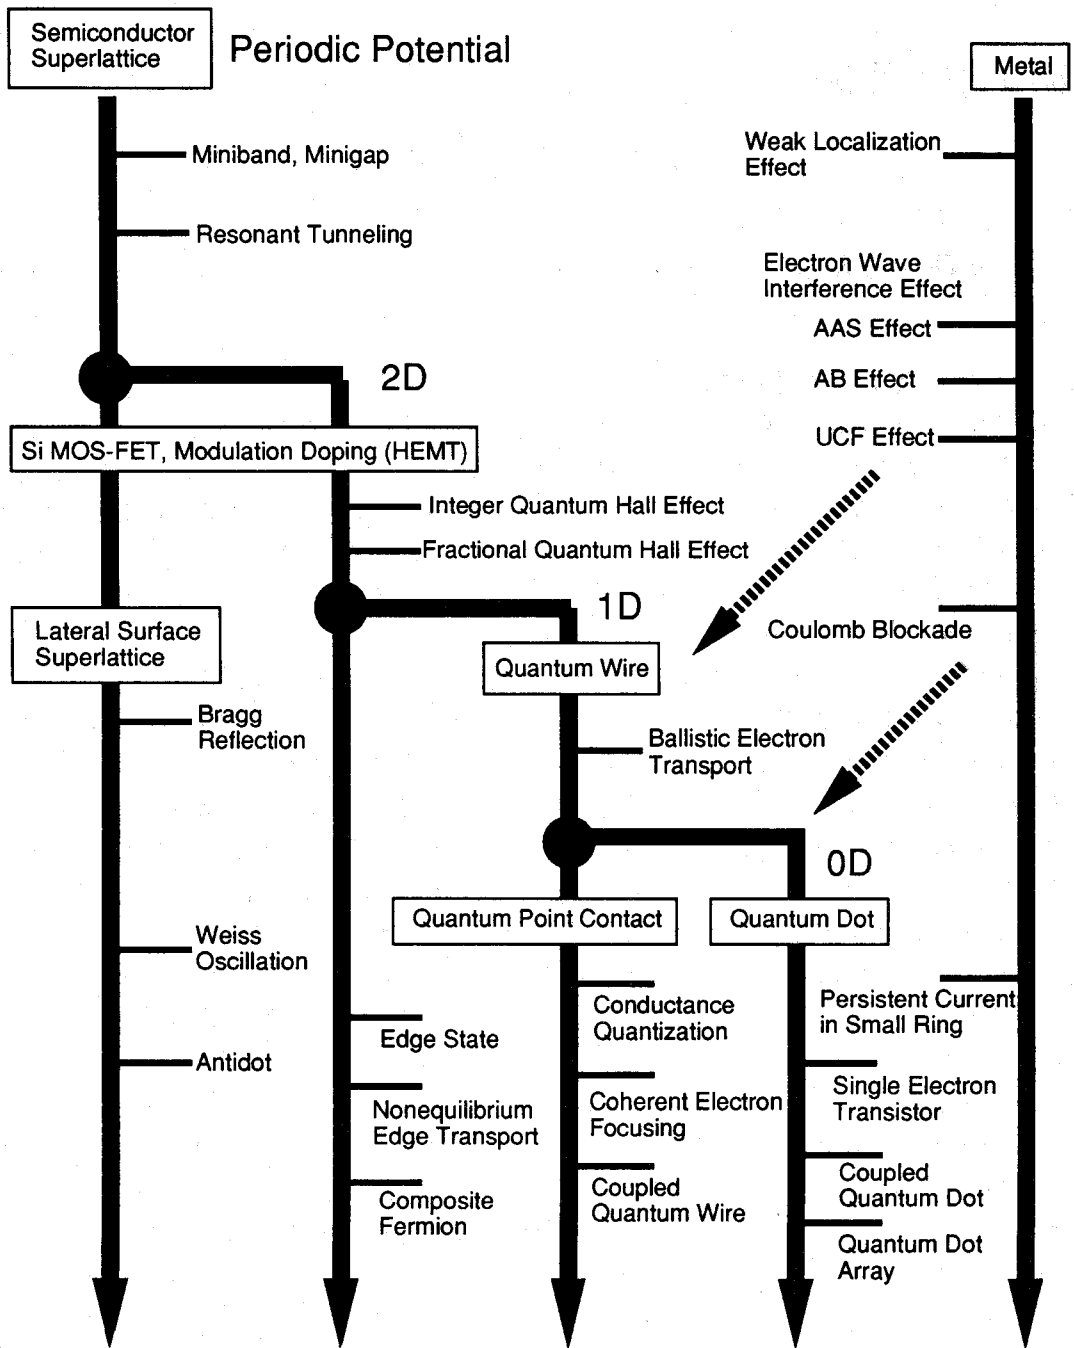 Semiconductor
Superlattice
Periodic Potential
Metal
Miniband, Minigap
Weak Localization
Effect
Resonant Tunneling
Electron Wave
Interference Effect
AAS Effect
2D
AB Effect
UCF Effect
Si MOS-FET, Modulation Doping (HEMT)
Integer Quantum Hall Effect
Fractional Quantum Hall Effect
1D
Lateral Surface
Superlattice
Coulomb Blockade
Quantum Wire
Bragg
Reflection
Ballistic Electron
Transport
0D
Quantum Point Contact
Quantum Dot
Weiss
Oscillation
Conductance
Quantization
Persistent Current
in Small Ring
Edge State
Antidot
Nonequilibrium
Edge Transport
Coherent Electron
Focusing
Single Electron
Transistor
Composite
Fermion
Coupled
Quantum Wire
Coupled
Quantum Dot
Quantum Dot
Array